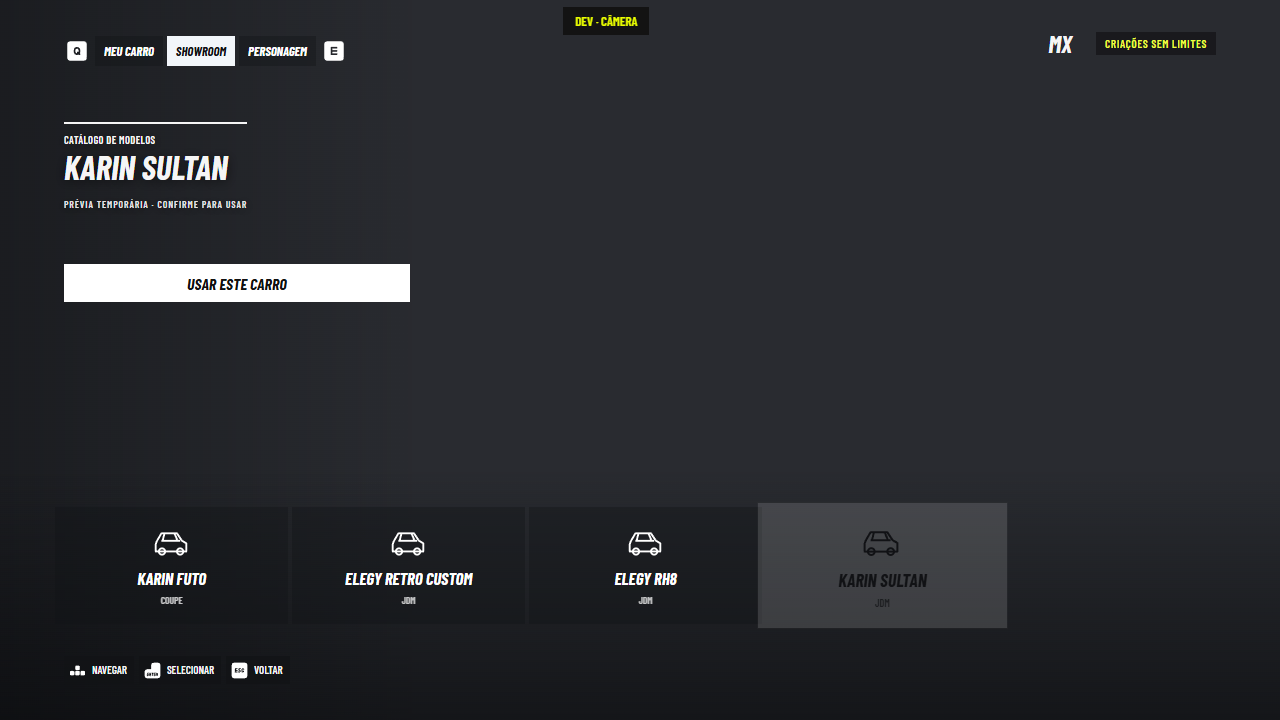 DEV - CÂMERA
Q MEU CARRO SHOWROOM PERSONAGEM E
MX CRIAÇÕES SEM LIMITES
CATÁLOGO DE MODELOS
KARIN SULTAN
PRÉVIA TEMPORÁRIA - CONFIRME PARA USAR
USAR ESTE CARRO
KARIN FUTO
COUPE
ELEGY RETRO CUSTOM
JDM
ELEGY RH8
JDM
KARIN SULTAN
JDM
NAVEGAR ENTER SELECIONAR ESC VOLTAR